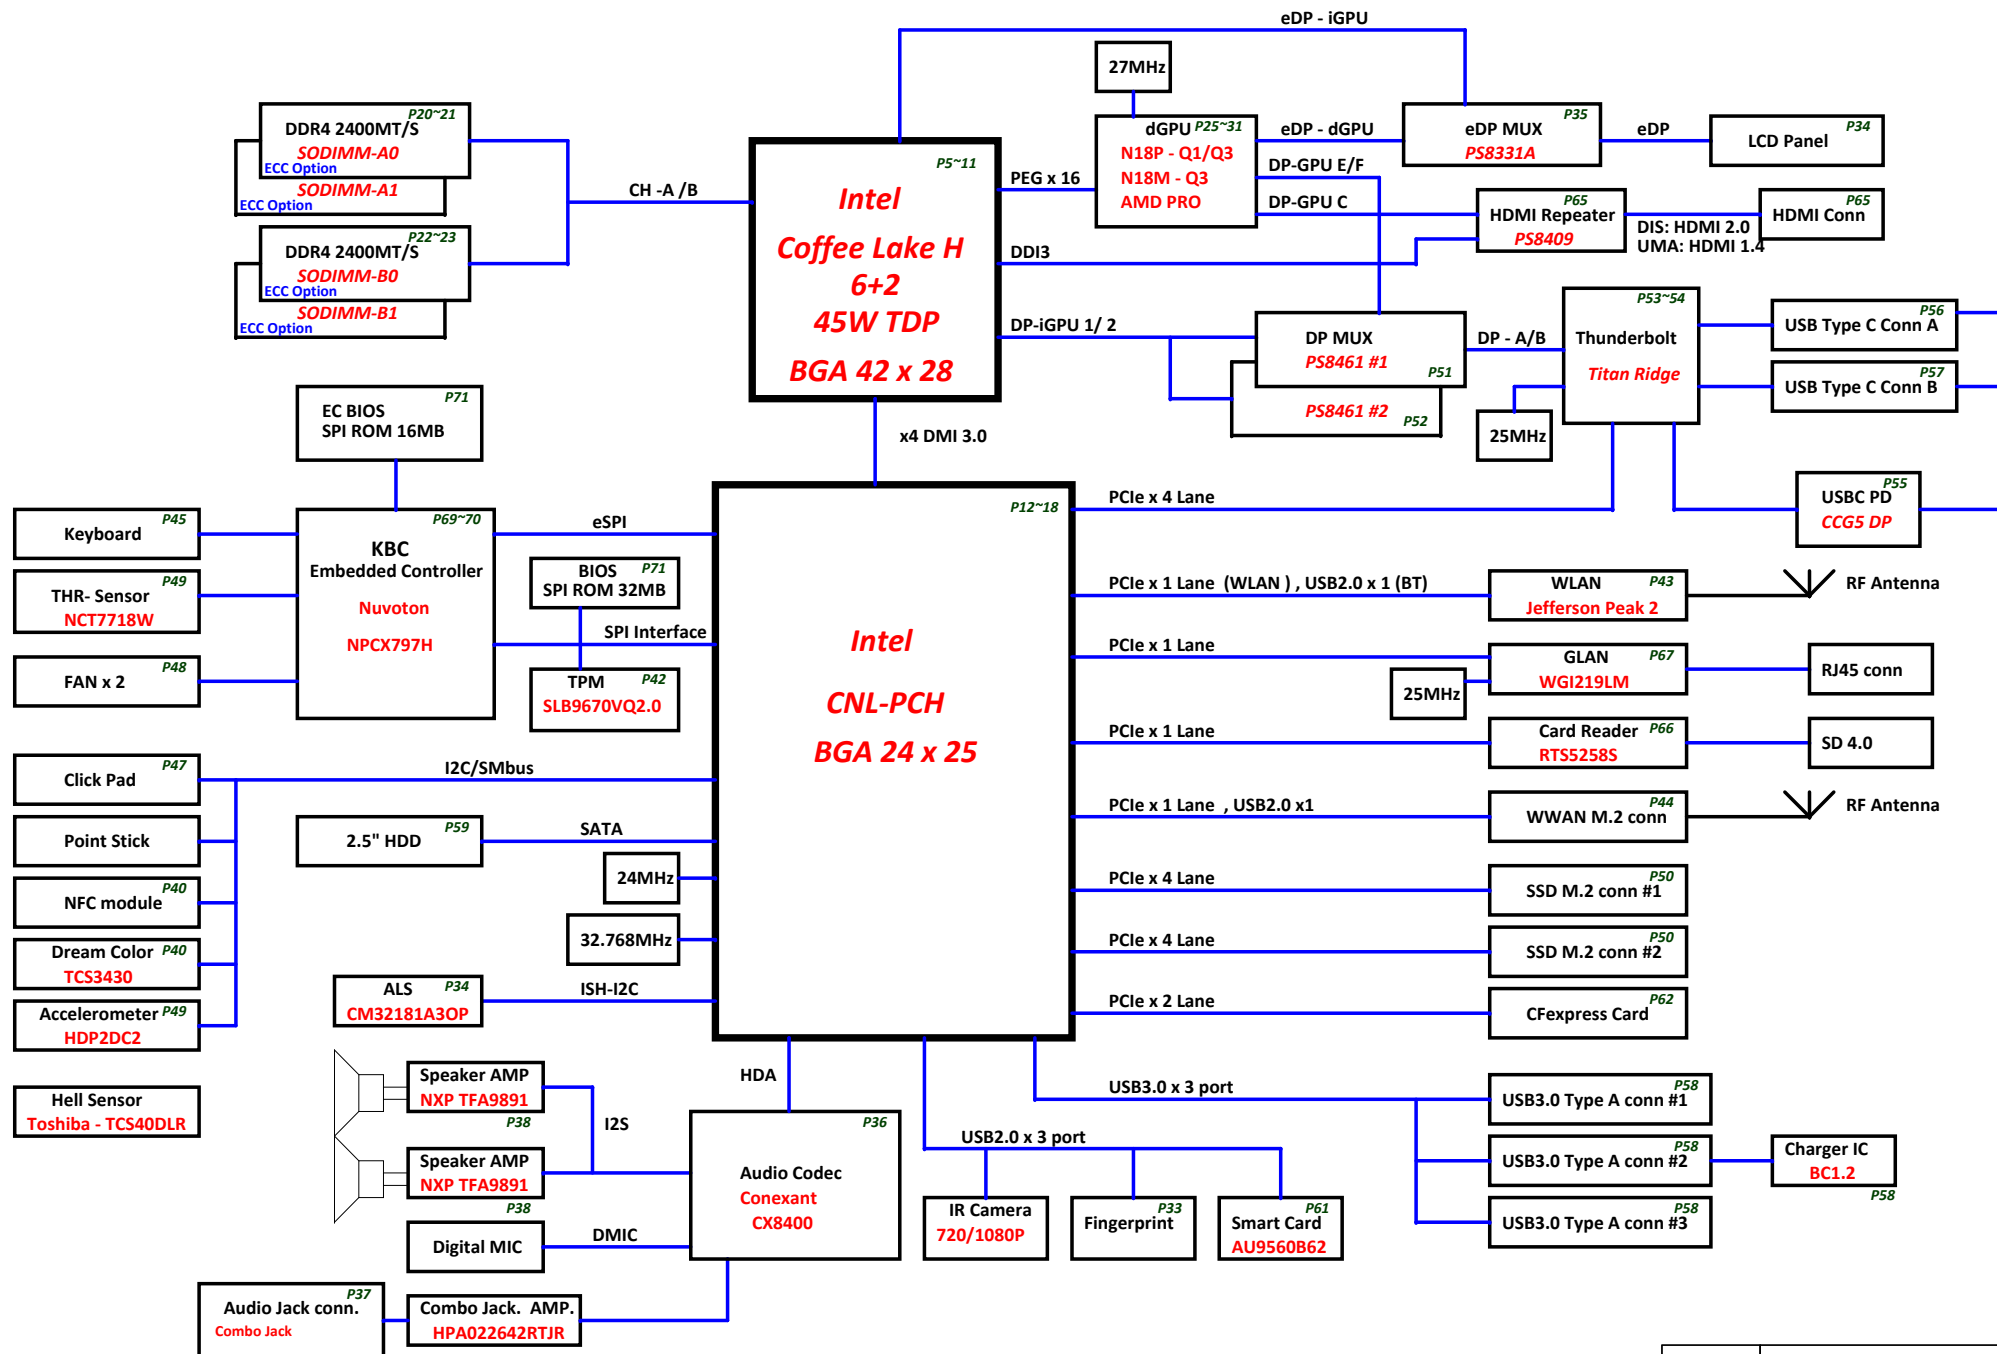 eDP - iGPU
27MHz
P20~21
DDR4 2400MT/S
SODIMM-A0
ECC Option
SODIMM-A1
ECC Option
P22~23
DDR4 2400MT/S
SODIMM-B0
ECC Option
SODIMM-B1
ECC Option
CH -A /B
P5~11
Intel
Coffee Lake H
6+2
45W TDP
BGA 42 x 28
PEG x 16
DDI3
DP-iGPU 1/ 2
x4 DMI 3.0
dGPU P25~31
N18P - Q1/Q3
N18M - Q3
AMD PRO
eDP - dGPU
DP-GPU E/F
DP-GPU C
P35
eDP MUX
PS8331A
eDP
P34
LCD Panel
P65
HDMI Repeater
PS8409
DIS: HDMI 2.0
UMA: HDMI 1.4
P65
HDMI Conn
DP MUX
PS8461 #1
P51
PS8461 #2
P52
DP - A/B
25MHz
P53~54
Thunderbolt
Titan Ridge
P56
USB Type C Conn A
P57
USB Type C Conn B
P55
USBC PD
CCG5 DP
P71
EC BIOS
SPI ROM 16MB
P45
Keyboard
P49
THR- Sensor
NCT7718W
P48
FAN x 2
P69~70
KBC
Embedded Controller
Nuvoton
NPCX797H
eSPI
BIOS P71
SPI ROM 32MB
SPI Interface
TPM P42
SLB9670VQ2.0
P12~18
Intel
CNL-PCH
BGA 24 x 25
PCIe x 4 Lane
PCIe x 1 Lane (WLAN ) , USB2.0 x 1 (BT)
WLAN P43
Jefferson Peak 2
RF Antenna
PCIe x 1 Lane
25MHz
GLAN P67
WGI219LM
RJ45 conn
PCIe x 1 Lane
Card Reader P66
RTS5258S
SD 4.0
PCIe x 1 Lane , USB2.0 x1
P44
WWAN M.2 conn
RF Antenna
PCIe x 4 Lane
P50
SSD M.2 conn #1
PCIe x 4 Lane
P50
SSD M.2 conn #2
PCIe x 2 Lane
P62
CFexpress Card
P47
Click Pad
Point Stick
P40
NFC module
Dream Color P40
TCS3430
Accelerometer P49
HDP2DC2
Hell Sensor
Toshiba - TCS40DLR
I2C/SMbus
P59
2.5" HDD
SATA
24MHz
32.768MHz
ALS P34
CM32181A3OP
ISH-I2C
Speaker AMP
NXP TFA9891
P38
Speaker AMP
NXP TFA9891
P38
I2S
Digital MIC
DMIC
HDA
P36
Audio Codec
Conexant
CX8400
P37
Audio Jack conn.
Combo Jack
Combo Jack. AMP.
HPA022642RTJR
USB2.0 x 3 port
IR Camera
720/1080P
P33
Fingerprint
P61
Smart Card
AU9560B62
USB3.0 x 3 port
P58
USB3.0 Type A conn #1
P58
USB3.0 Type A conn #2
P58
USB3.0 Type A conn #3
Charger IC
BC1.2
P58